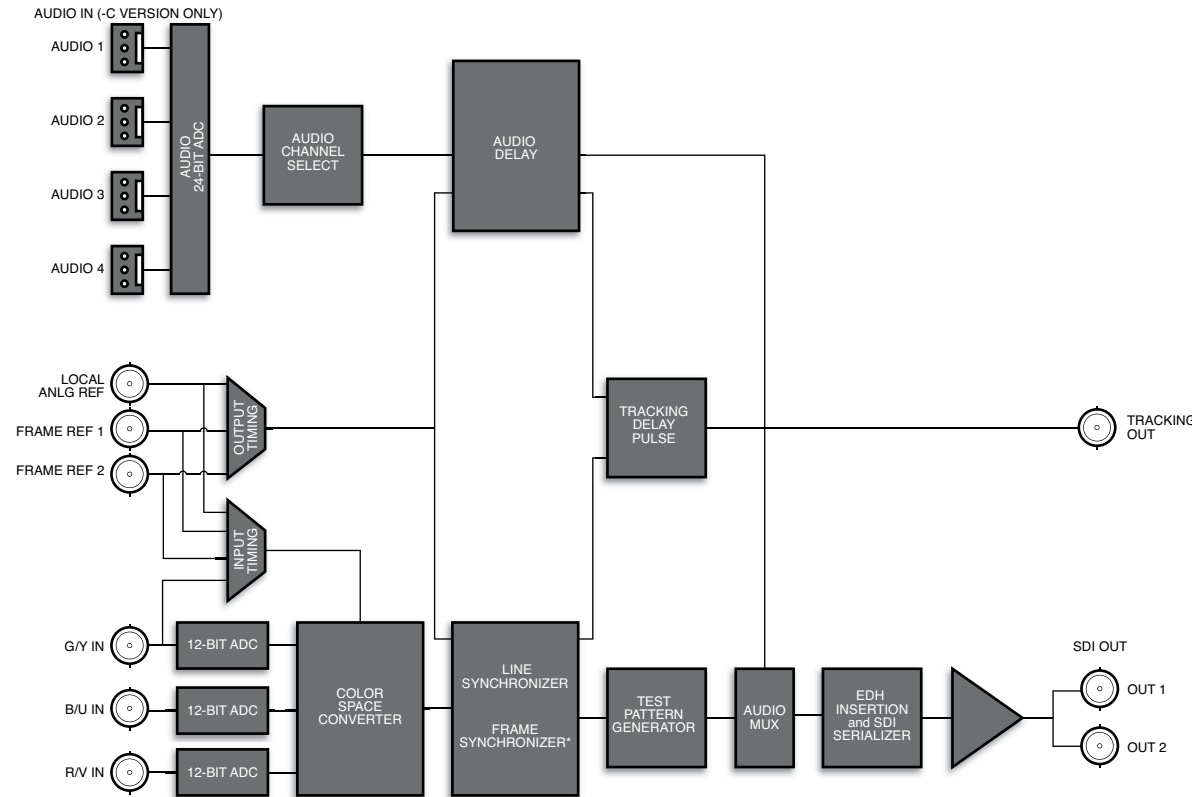 AUDIO IN (-C VERSION ONLY)
AUDIO 1
AUDIO 2
AUDIO 3
AUDIO 4
AUDIO
24-BIT ADC
AUDIO
CHANNEL
SELECT
AUDIO
DELAY
LOCAL
ANLG REF
FRAME REF 1
FRAME REF 2
OUTPUT
TIMING
INPUT
TIMING
TRACKING
DELAY
PULSE
TRACKING
OUT
G/Y IN
B/U IN
R/V IN
12-BIT ADC
12-BIT ADC
12-BIT ADC
COLOR
SPACE
CONVERTER
LINE
SYNCHRONIZER
FRAME
SYNCHRONIZER*
TEST
PATTERN
GENERATOR
AUDIO
MUX
EDH
INSERTION
and SDI
SERIALIZER
SDI OUT
OUT 1
OUT 2